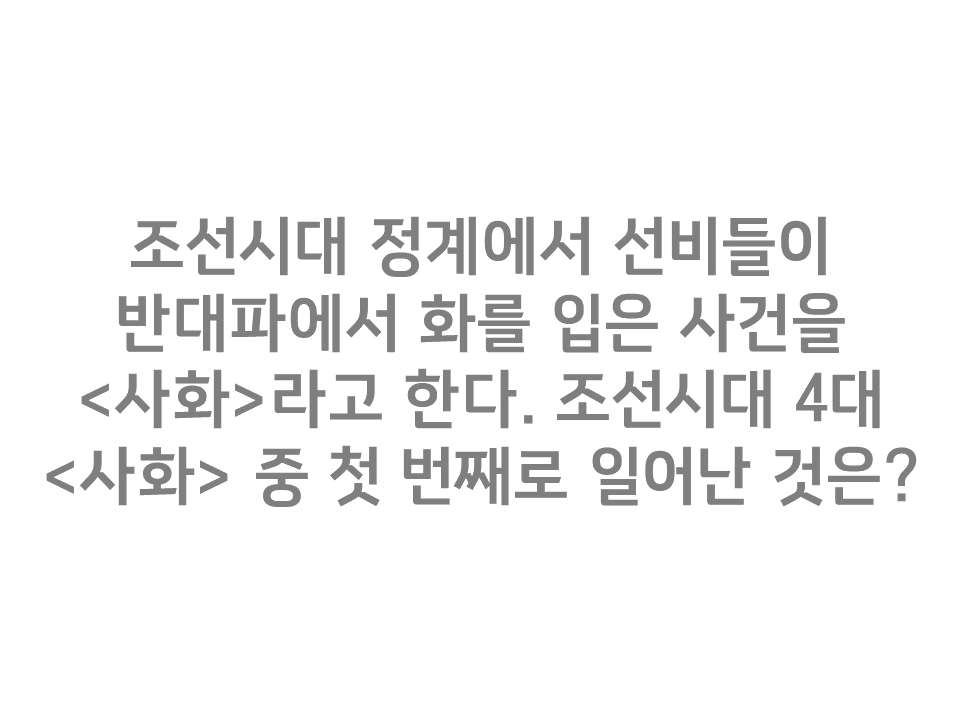 조선시대 정계에서 선비들이
반대파에서 화를 입은 사건을
<사화>라고 한다. 조선시대 4대
<사화> 중 첫 번째로 일어난 것은?